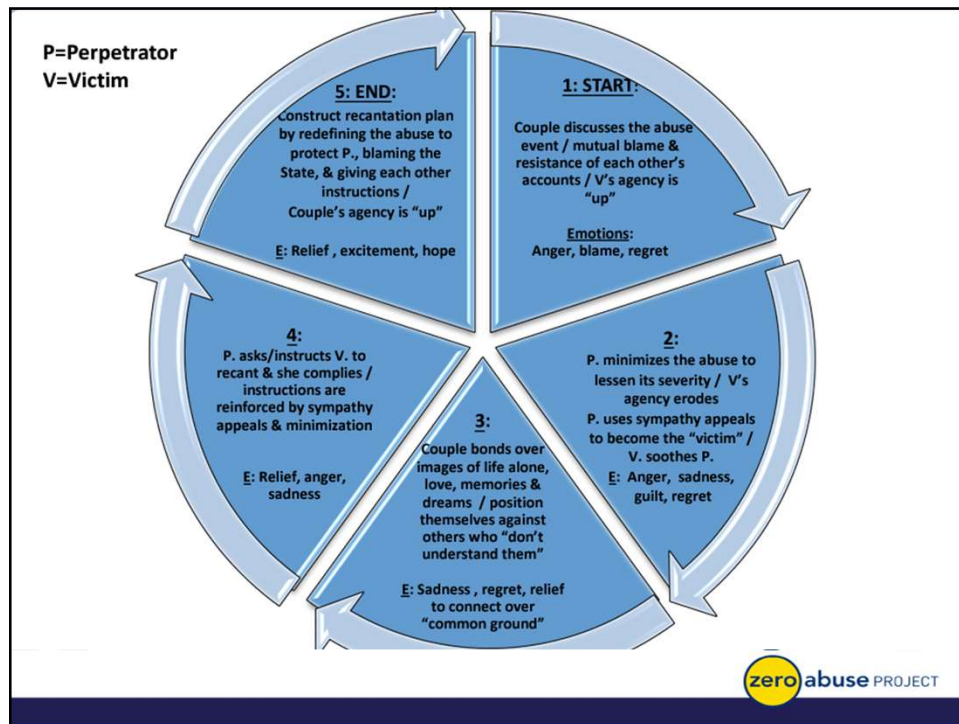 P=Perpetrator
V=Victim
1: START:
Couple discusses the abuse
event / mutual blame &
resistance of each other's
accounts / V's agency is
"up"
Emotions:
Anger, blame, regret
2:
P. minimizes the abuse to
lessen its severity / V's
agency erodes
P. uses sympathy appeals
to become the "victim" /
V. soothes P.
E: Anger, sadness,
guilt, regret
3:
Couple bonds over
images of life alone,
love, memories &
dreams / position
themselves against
others who "don't
understand them"
E: Sadness , regret, relief
to connect over
"common ground"
4:
P. asks/instructs V. to
recant & she complies /
instructions are
reinforced by sympathy
appeals & minimization
E: Relief, anger,
sadness
5: END:
Construct recantation plan
by redefining the abuse to
protect P., blaming the
State, & giving each other
instructions /
Couple's agency is "up"
E: Relief , excitement, hope
zero abuse PROJECT